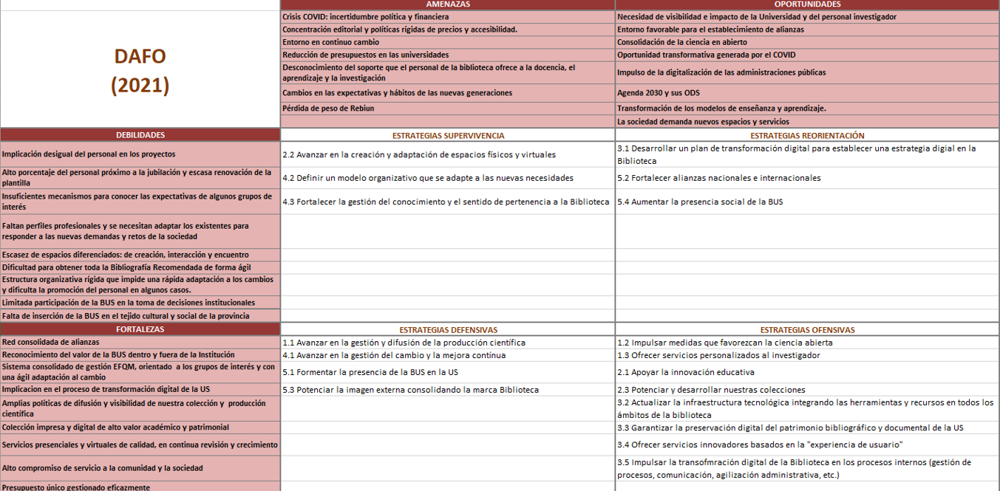 AMENAZAS
OPORTUNIDADES
DAFO
(2021)
Crisis COVID: incertidumbre política y financiera
Necesidad de visibilidad e impacto de la Universidad y del personal investigador
Concentración editorial y políticas rígidas de precios y accesibilidad.
Entorno favorable para el establecimiento de alianzas
Entorno en continuo cambio
Consolidación de la ciencia en abierto
Reducción de presupuestos en las universidades
Oportunidad transformativa generada por el COVID
Desconocimiento del soporte que el personal de la biblioteca ofrece a la docencia, el
aprendizaje y la investigación
Impulso de la digitalización de las administraciones públicas
Cambios en las expectativas y hábitos de las nuevas generaciones
Agenda 2030 y sus ODS
Pérdida de peso de Rebiun
Transformación de los modelos de enseñanza y aprendizaje.
La sociedad demanda nuevos espacios y servicios
DEBILIDADES
ESTRATEGIAS SUPERVIVENCIA
ESTRATEGIAS REORIENTACIÓN
Implicación desigual del personal en los proyectos
2.2 Avanzar en la creación y adaptación de espacios físicos y virtuales
3.1 Desarrollar un plan de transformación digital para establecer una estrategia digial en la
Biblioteca
Alto porcentaje del personal próximo a la jubilación y escasa renovación de la
plantilla
4.2 Definir un modelo organizativo que se adapte a las nuevas necesidades
5.2 Fortalecer alianzas nacionales e internacionales
Insuficientes mecanismos para conocer las expectativas de algunos grupos de
interés
4.3 Fortalecer la gestión del conocimiento y el sentido de pertenencia a la Biblioteca
5.4 Aumentar la presencia social de la BUS
Faltan perfiles profesionales y se necesitan adaptar los existentes para
responder a las nuevas demandas y retos de la sociedad
Escasez de espacios diferenciados: de creación, interacción y encuentro
Dificultad para obtener toda la Bibliografía Recomendada de forma ágil
Estructura organizativa rígida que impide una rápida adaptación a los cambios
y dificulta la promoción del personal en algunos casos.
Limitada participación de la BUS en la toma de decisiones institucionales
Falta de inserción de la BUS en el tejido cultural y social de la provincia
FORTALEZAS
ESTRATEGIAS DEFENSIVAS
ESTRATEGIAS OFENSIVAS
Red consolidada de alianzas
1.1 Avanzar en la gestión y difusión de la producción científica
1.2 Impulsar medidas que favorezcan la ciencia abierta
Reconocimiento del valor de la BUS dentro y fuera de la Institución
4.1 Avanzar en la gestión del cambio y la mejora contínua
1.3 Ofrecer servicios personalizados al investigador
Sistema consolidado de gestión EFQM, orientado a los grupos de interés y con
una ágil adaptación al cambio
5.1 Formentar la presencia de la BUS en la US
2.1 Apoyar la innovación educativa
Implicacion en el proceso de transformación digital de la US
5.3 Potenciar la imagen externa consolidando la marca Biblioteca
2.3 Potenciar y desarrollar nuestras colecciones
Amplias políticas de difusión y visibilidad de nuestra colección y producción
científica
3.2 Actualizar la infraestructura tecnológica integrando las herramientas y recursos en todos los
ámbitos de la biblioteca
Colección impresa y digital de alto valor académico y patrimonial
3.3 Garantizar la preservación digital del patrimonio bibliográfico y documental de la US
Servicios presenciales y virtuales de calidad, en continua revisión y crecimiento
3.4 Ofrecer servicios innovadores basados en la "experiencia de usuario"
Alto compromiso de servicio a la comunidad y la sociedad
3.5 Impulsar la transofmración digital de la Biblioteca en los procesos internos (gestión de
procesos, comunicación, agilización administrativa, etc.)
Presupuesto único gestionado eficazmente